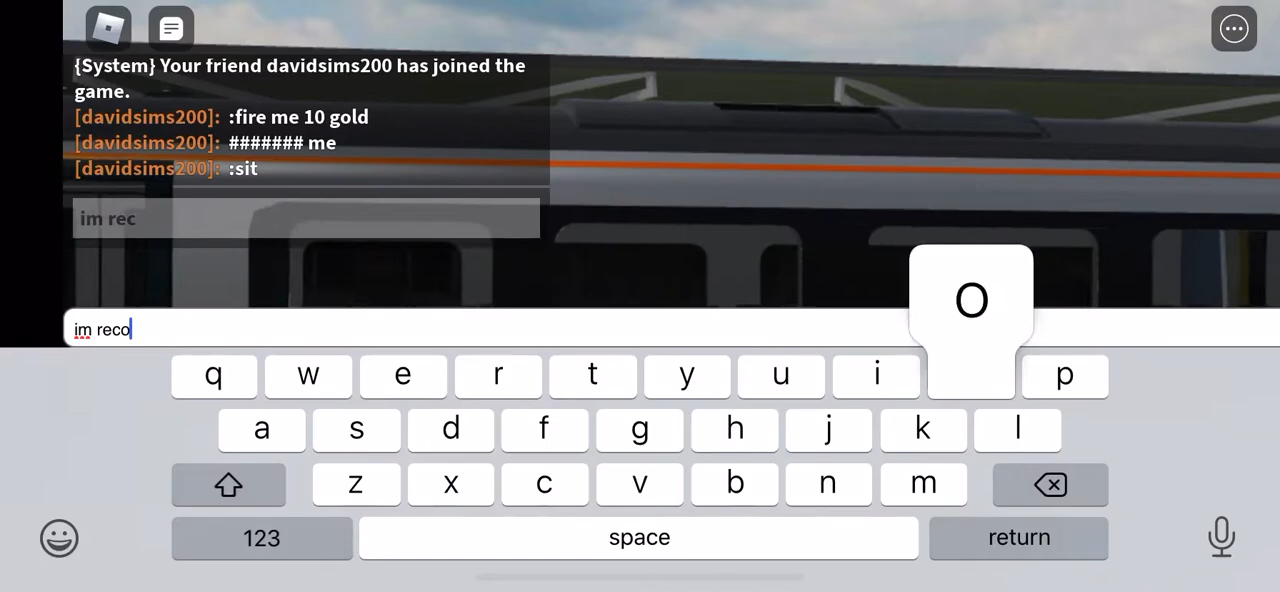 {System} Your friend davidsims200 has joined the
game.
[davidsims200]: :fire me 10 gold
[davidsims200]: ####### me
[davidsims200]: :sit
im rec
im reco
O
q w e r t y u i p
a s d f g h j k l
z x c v b n m
123 space return